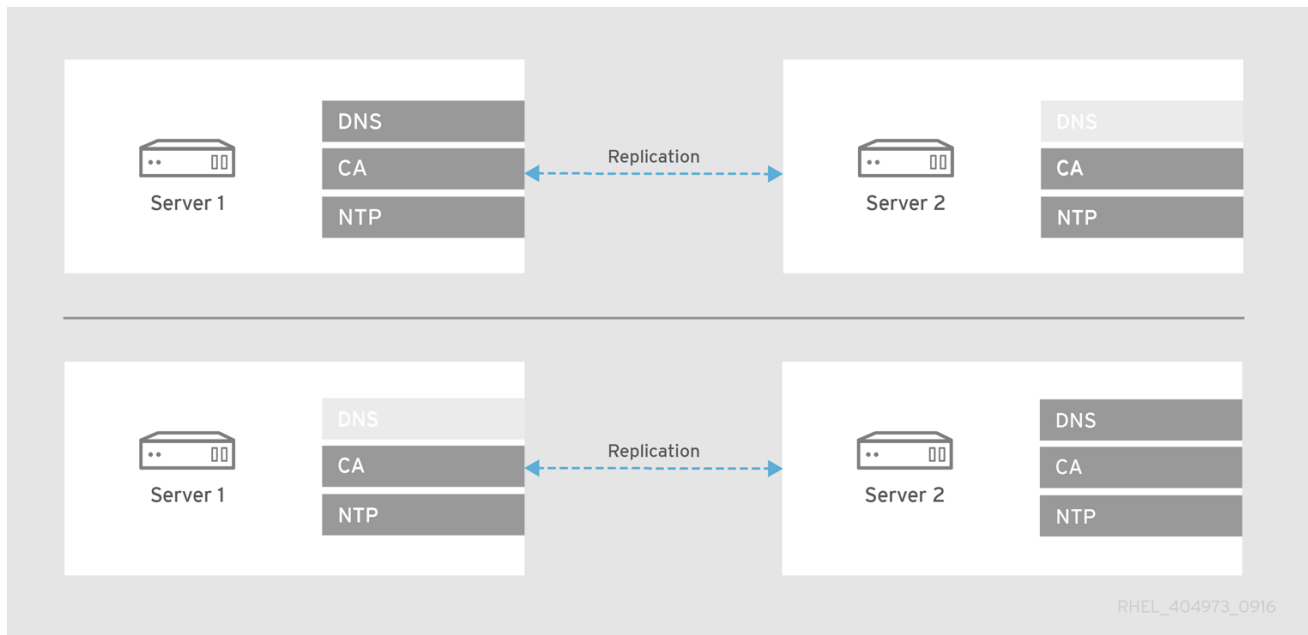 DNS
CA
NTP
Server 1
Replication
DNS
CA
NTP
Server 2
DNS
CA
NTP
Server 1
Replication
DNS
CA
NTP
Server 2
RHEL_404973_0916